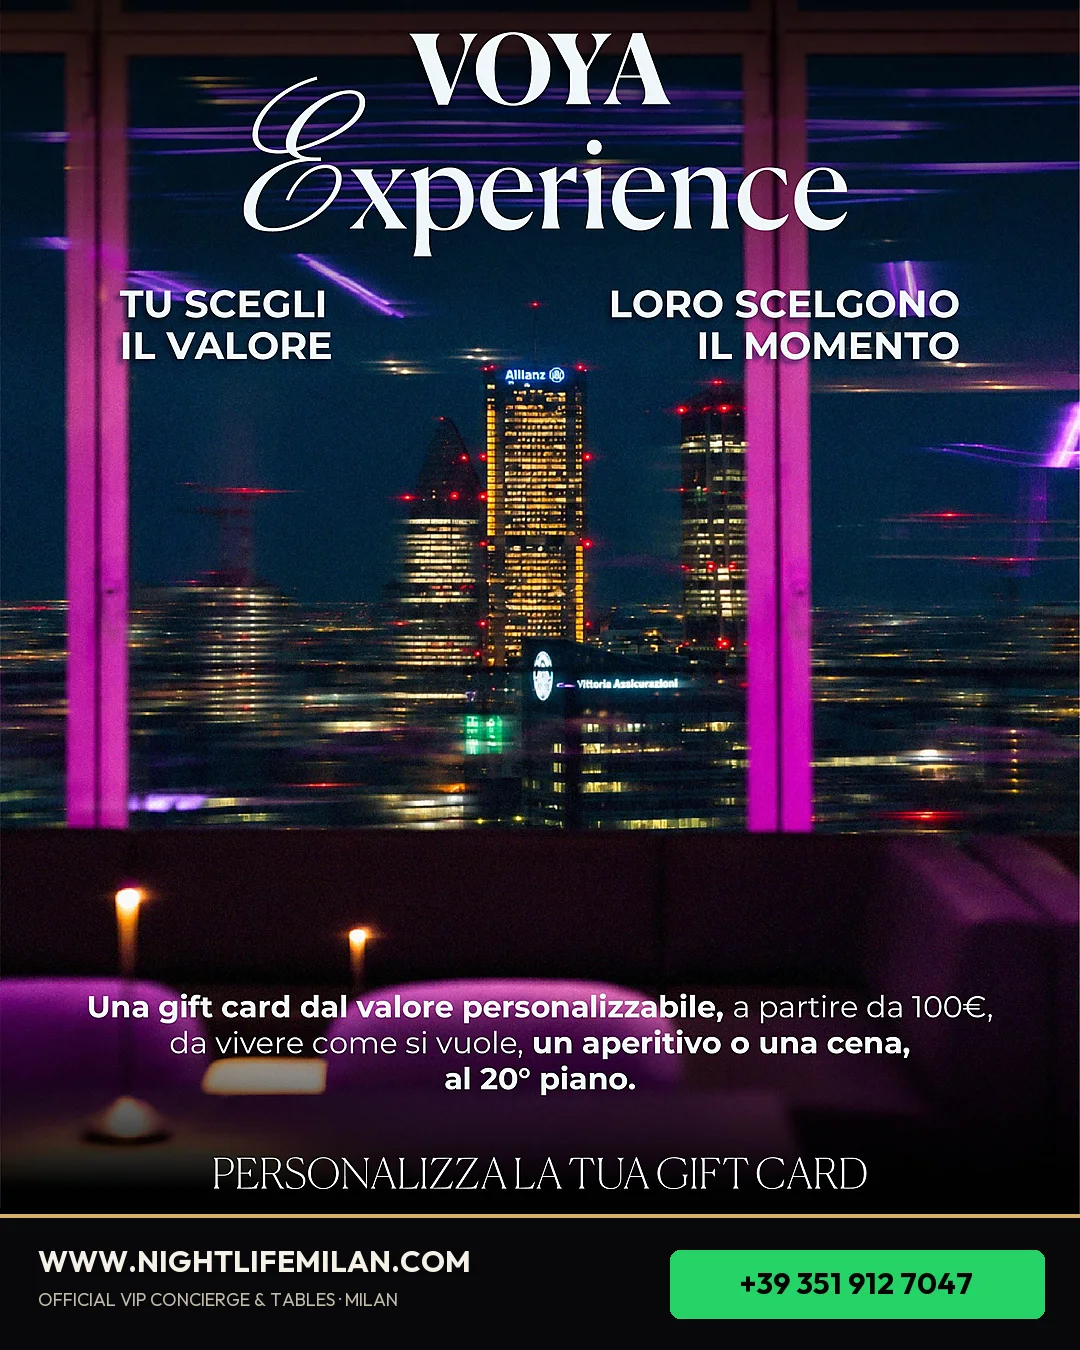 VOYA
Experience
TU SCEGLI
IL VALORE
LORO SCELGONO
IL MOMENTO
Allianz
Vittoria Assicurazioni
Una gift card dal valore personalizzabile, a partire da 100€,
da vivere come si vuole, un aperitivo o una cena,
al 20° piano.
PERSONALIZZA LA TUA GIFT CARD
WWW.NIGHTLIFEMILAN.COM
+39 351 912 7047
OFFICIAL VIP CONCIERGE & TABLES · MILAN